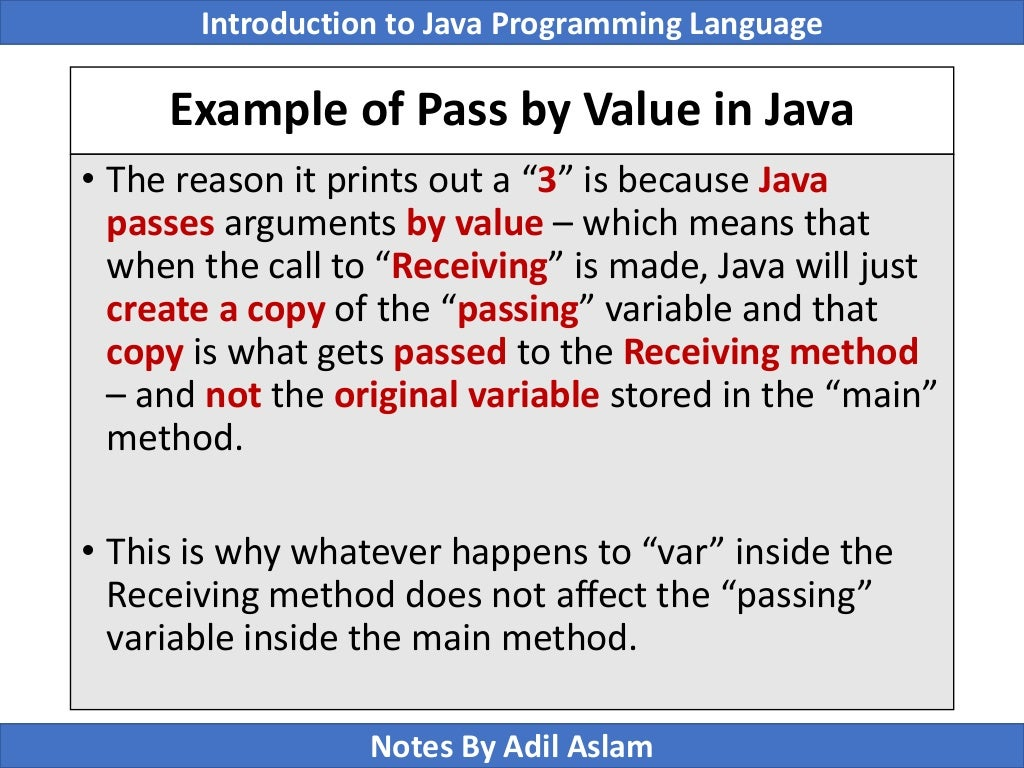 Introduction to Java Programming Language
Example of Pass by Value in Java
• The reason it prints out a “3” is because Java
passes arguments by value – which means that
when the call to “Receiving” is made, Java will just
create a copy of the “passing” variable and that
copy is what gets passed to the Receiving method
– and not the original variable stored in the “main”
method.
• This is why whatever happens to “var” inside the
Receiving method does not affect the “passing”
variable inside the main method.
Notes By Adil Aslam